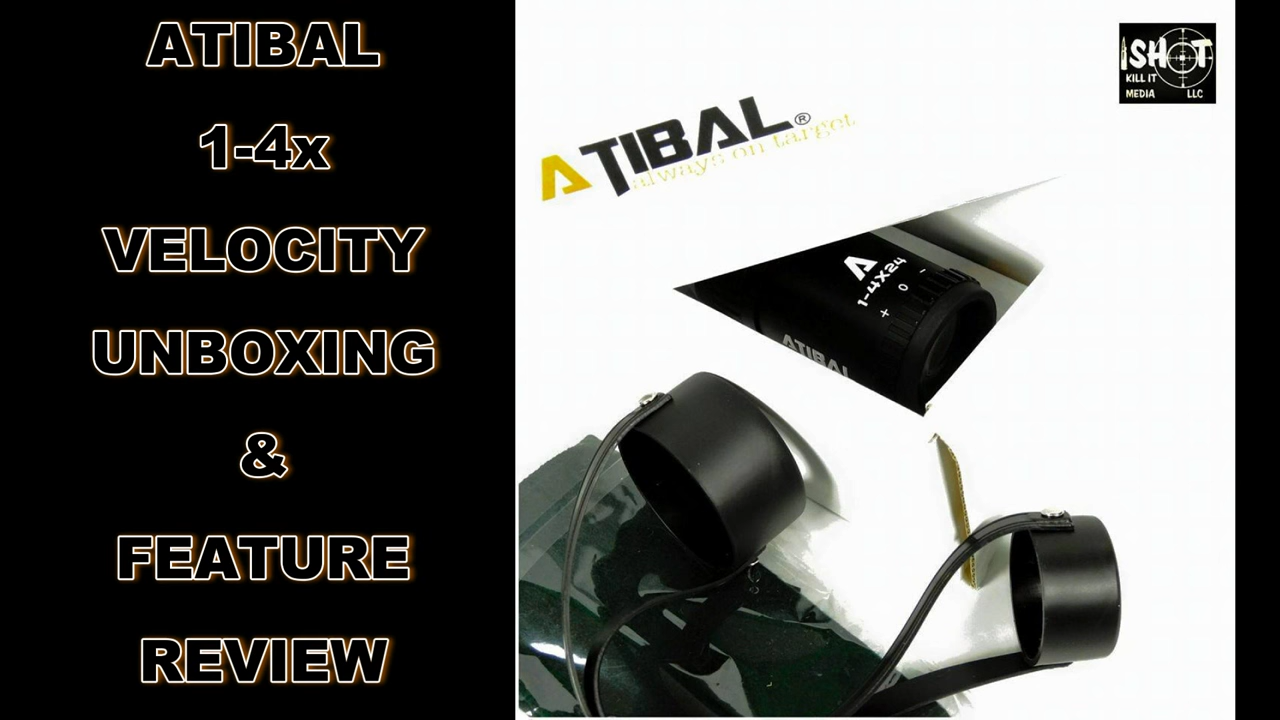 ATIBAL
1-4x
VELOCITY
UNBOXING
&
FEATURE
REVIEW
ISHOT
KILL IT
MEDIA LLC
ATIBAL®
always on target
A
1-4X24
+ 0 -
ATIBAL